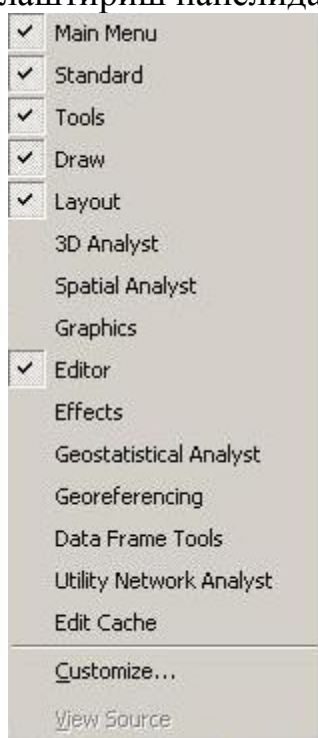 панелида
Main Menu
Standard
Tools
Draw
Layout
3D Analyst
Spatial Analyst
Graphics
Editor
Effects
Geostatistical Analyst
Georeferencing
Data Frame Tools
Utility Network Analyst
Edit Cache
Customize...
View Source